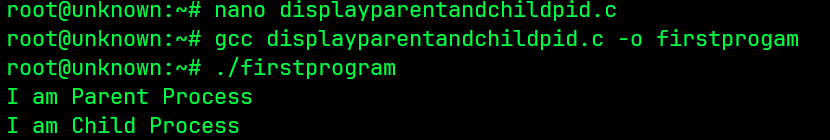 root@unknown:~# nano displayparentandchildpid.c
root@unknown:~# gcc displayparentandchildpid.c -o firstprogam
root@unknown:~# ./firstprogram
I am Parent Process
I am Child Process